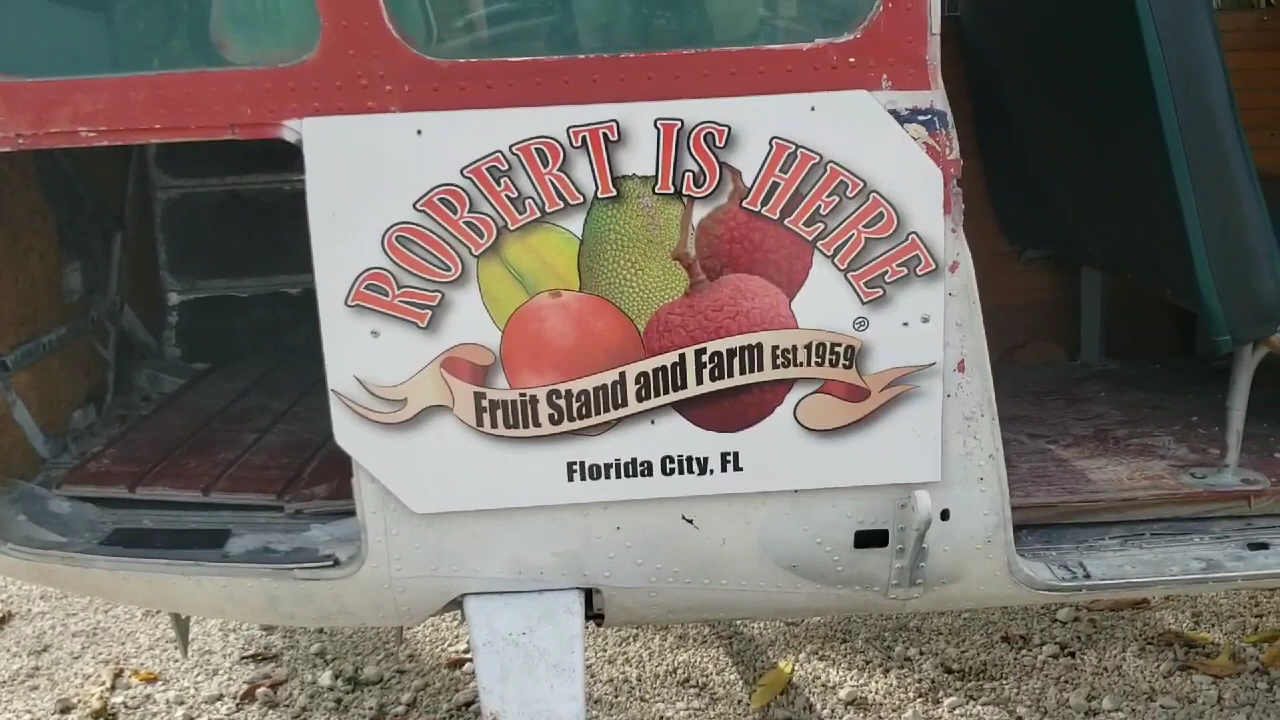 ROBERT IS HERE
®
Fruit Stand and Farm Est.1959
Florida City, FL